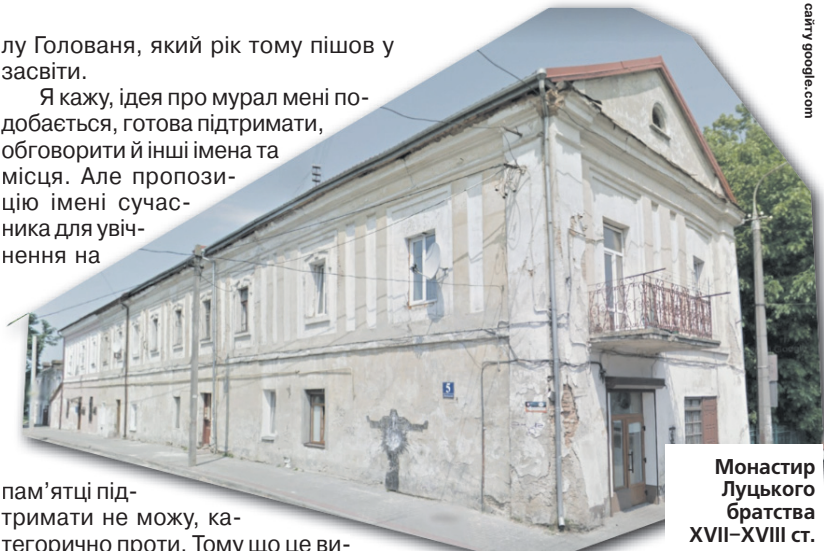 лу Голованя, який рік тому пішов у
засвіти.
Я кажу, ідея про мурал мені по-
добається, готова підтримати,
обговорити й інші імена та
місця. Але пропози-
цію імені сучас-
ника для увіч-
нення на
пам’ятці під-
тримати не можу, ка-
тегорично проти. Тому що це ви-
сайту google.com
5
Монастир
Луцького
братства
XVII–XVIII ст.